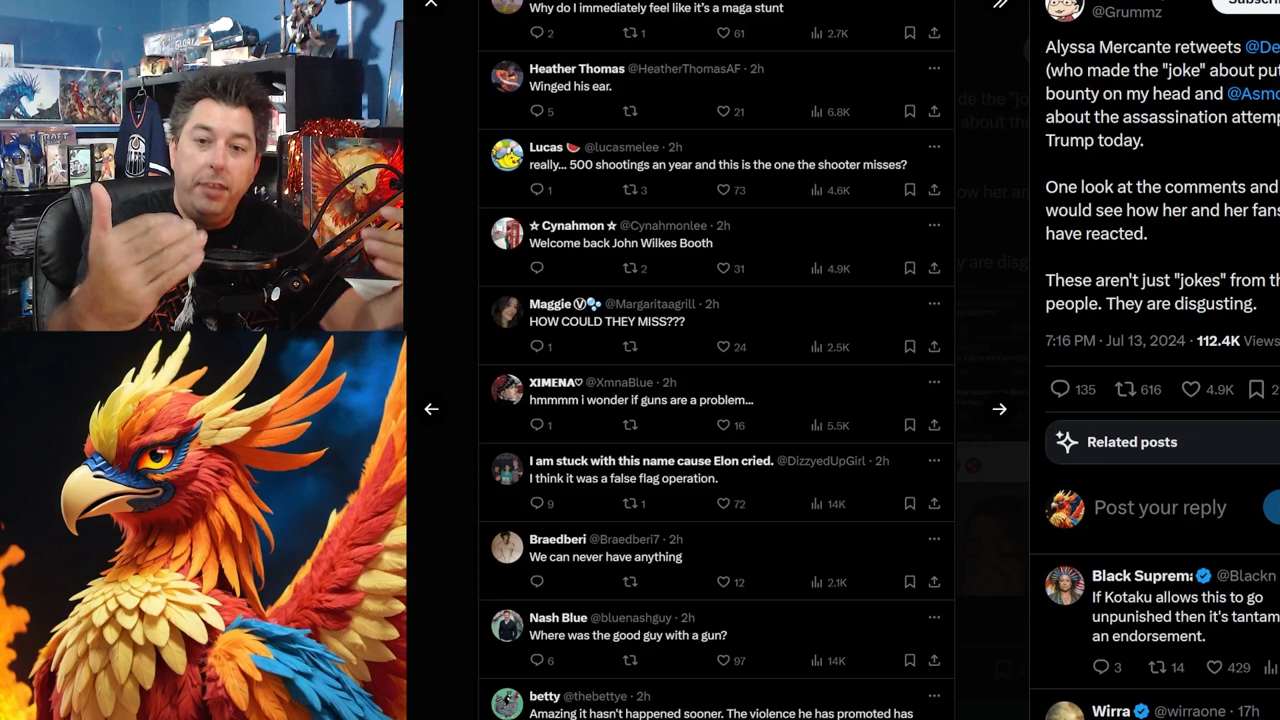 Why do I immediately feel like it's a maga stunt
2 1 61 2.7K
Heather Thomas @HeatherThomasAF · 2h
Winged his ear.
5 21 6.8K
Lucas 🍉 @lucasmelee · 2h
really... 500 shootings an year and this is the one the shooter misses?
1 3 73 4.6K
☆ Cynahmon ☆ @Cynahmonlee · 2h
Welcome back John Wilkes Booth
2 31 4.9K
Maggie Ⓥ🫧 @Margaritaagrill · 2h
HOW COULD THEY MISS???
1 24 2.5K
XIMENA♡ @XmnaBlue · 2h
hmmmm i wonder if guns are a problem...
1 16 5.5K
I am stuck with this name cause Elon cried. @DizzyedUpGirl · 2h
I think it was a false flag operation.
9 1 72 14K
Braedberi @Braedberi7 · 2h
We can never have anything
12 2.1K
Nash Blue @bluenashguy · 2h
Where was the good guy with a gun?
6 97 14K
betty @thebettye · 2h
Amazing it hasn't happened sooner. The violence he has promoted has
@Grummz
Alyssa Mercante retweets @De
(who made the "joke" about put
bounty on my head and @Asmo
about the assassination attemp
Trump today.
One look at the comments and
would see how her and her fans
have reacted.
These aren't just "jokes" from th
people. They are disgusting.
7:16 PM · Jul 13, 2024 · 112.4K Views
135 616 4.9K 2
Related posts
Post your reply
Black Suprema @Blackn
If Kotaku allows this to go
unpunished then it's tantam
an endorsement.
3 14 429
Wirra @wirraone · 17h